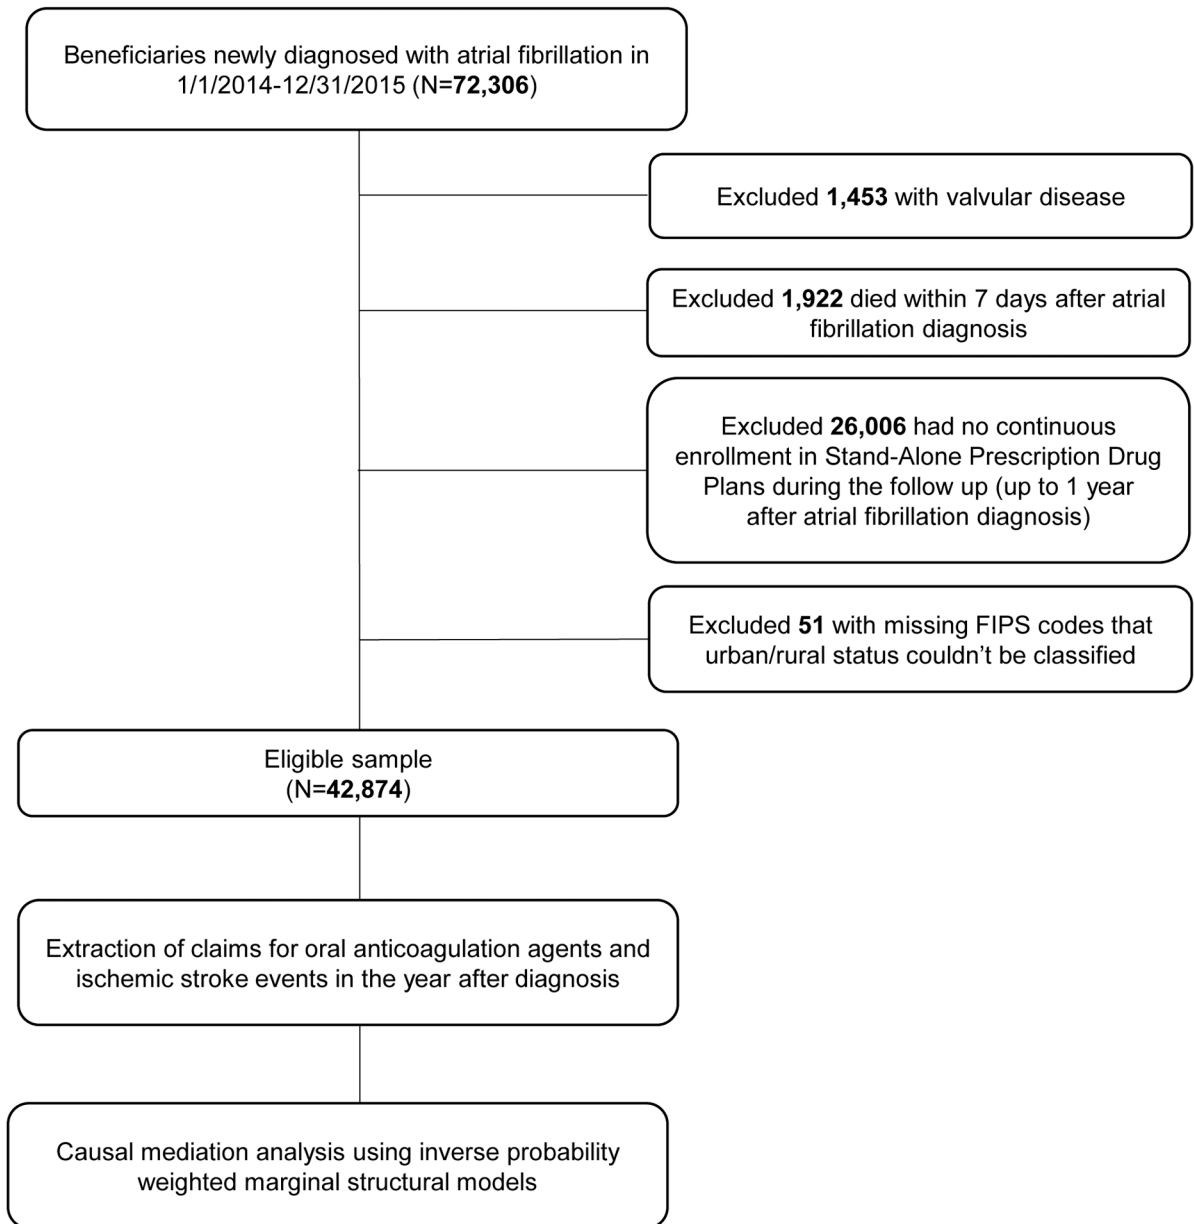 Beneficiaries newly diagnosed with atrial fibrillation in
1/1/2014-12/31/2015 (N=72,306)
Excluded 1,453 with valvular disease
Excluded 1,922 died within 7 days after atrial
fibrillation diagnosis
Excluded 26,006 had no continuous
enrollment in Stand-Alone Prescription Drug
Plans during the follow up (up to 1 year
after atrial fibrillation diagnosis)
Excluded 51 with missing FIPS codes that
urban/rural status couldn’t be classified
Eligible sample
(N=42,874)
Extraction of claims for oral anticoagulation agents and
ischemic stroke events in the year after diagnosis
Causal mediation analysis using inverse probability
weighted marginal structural models